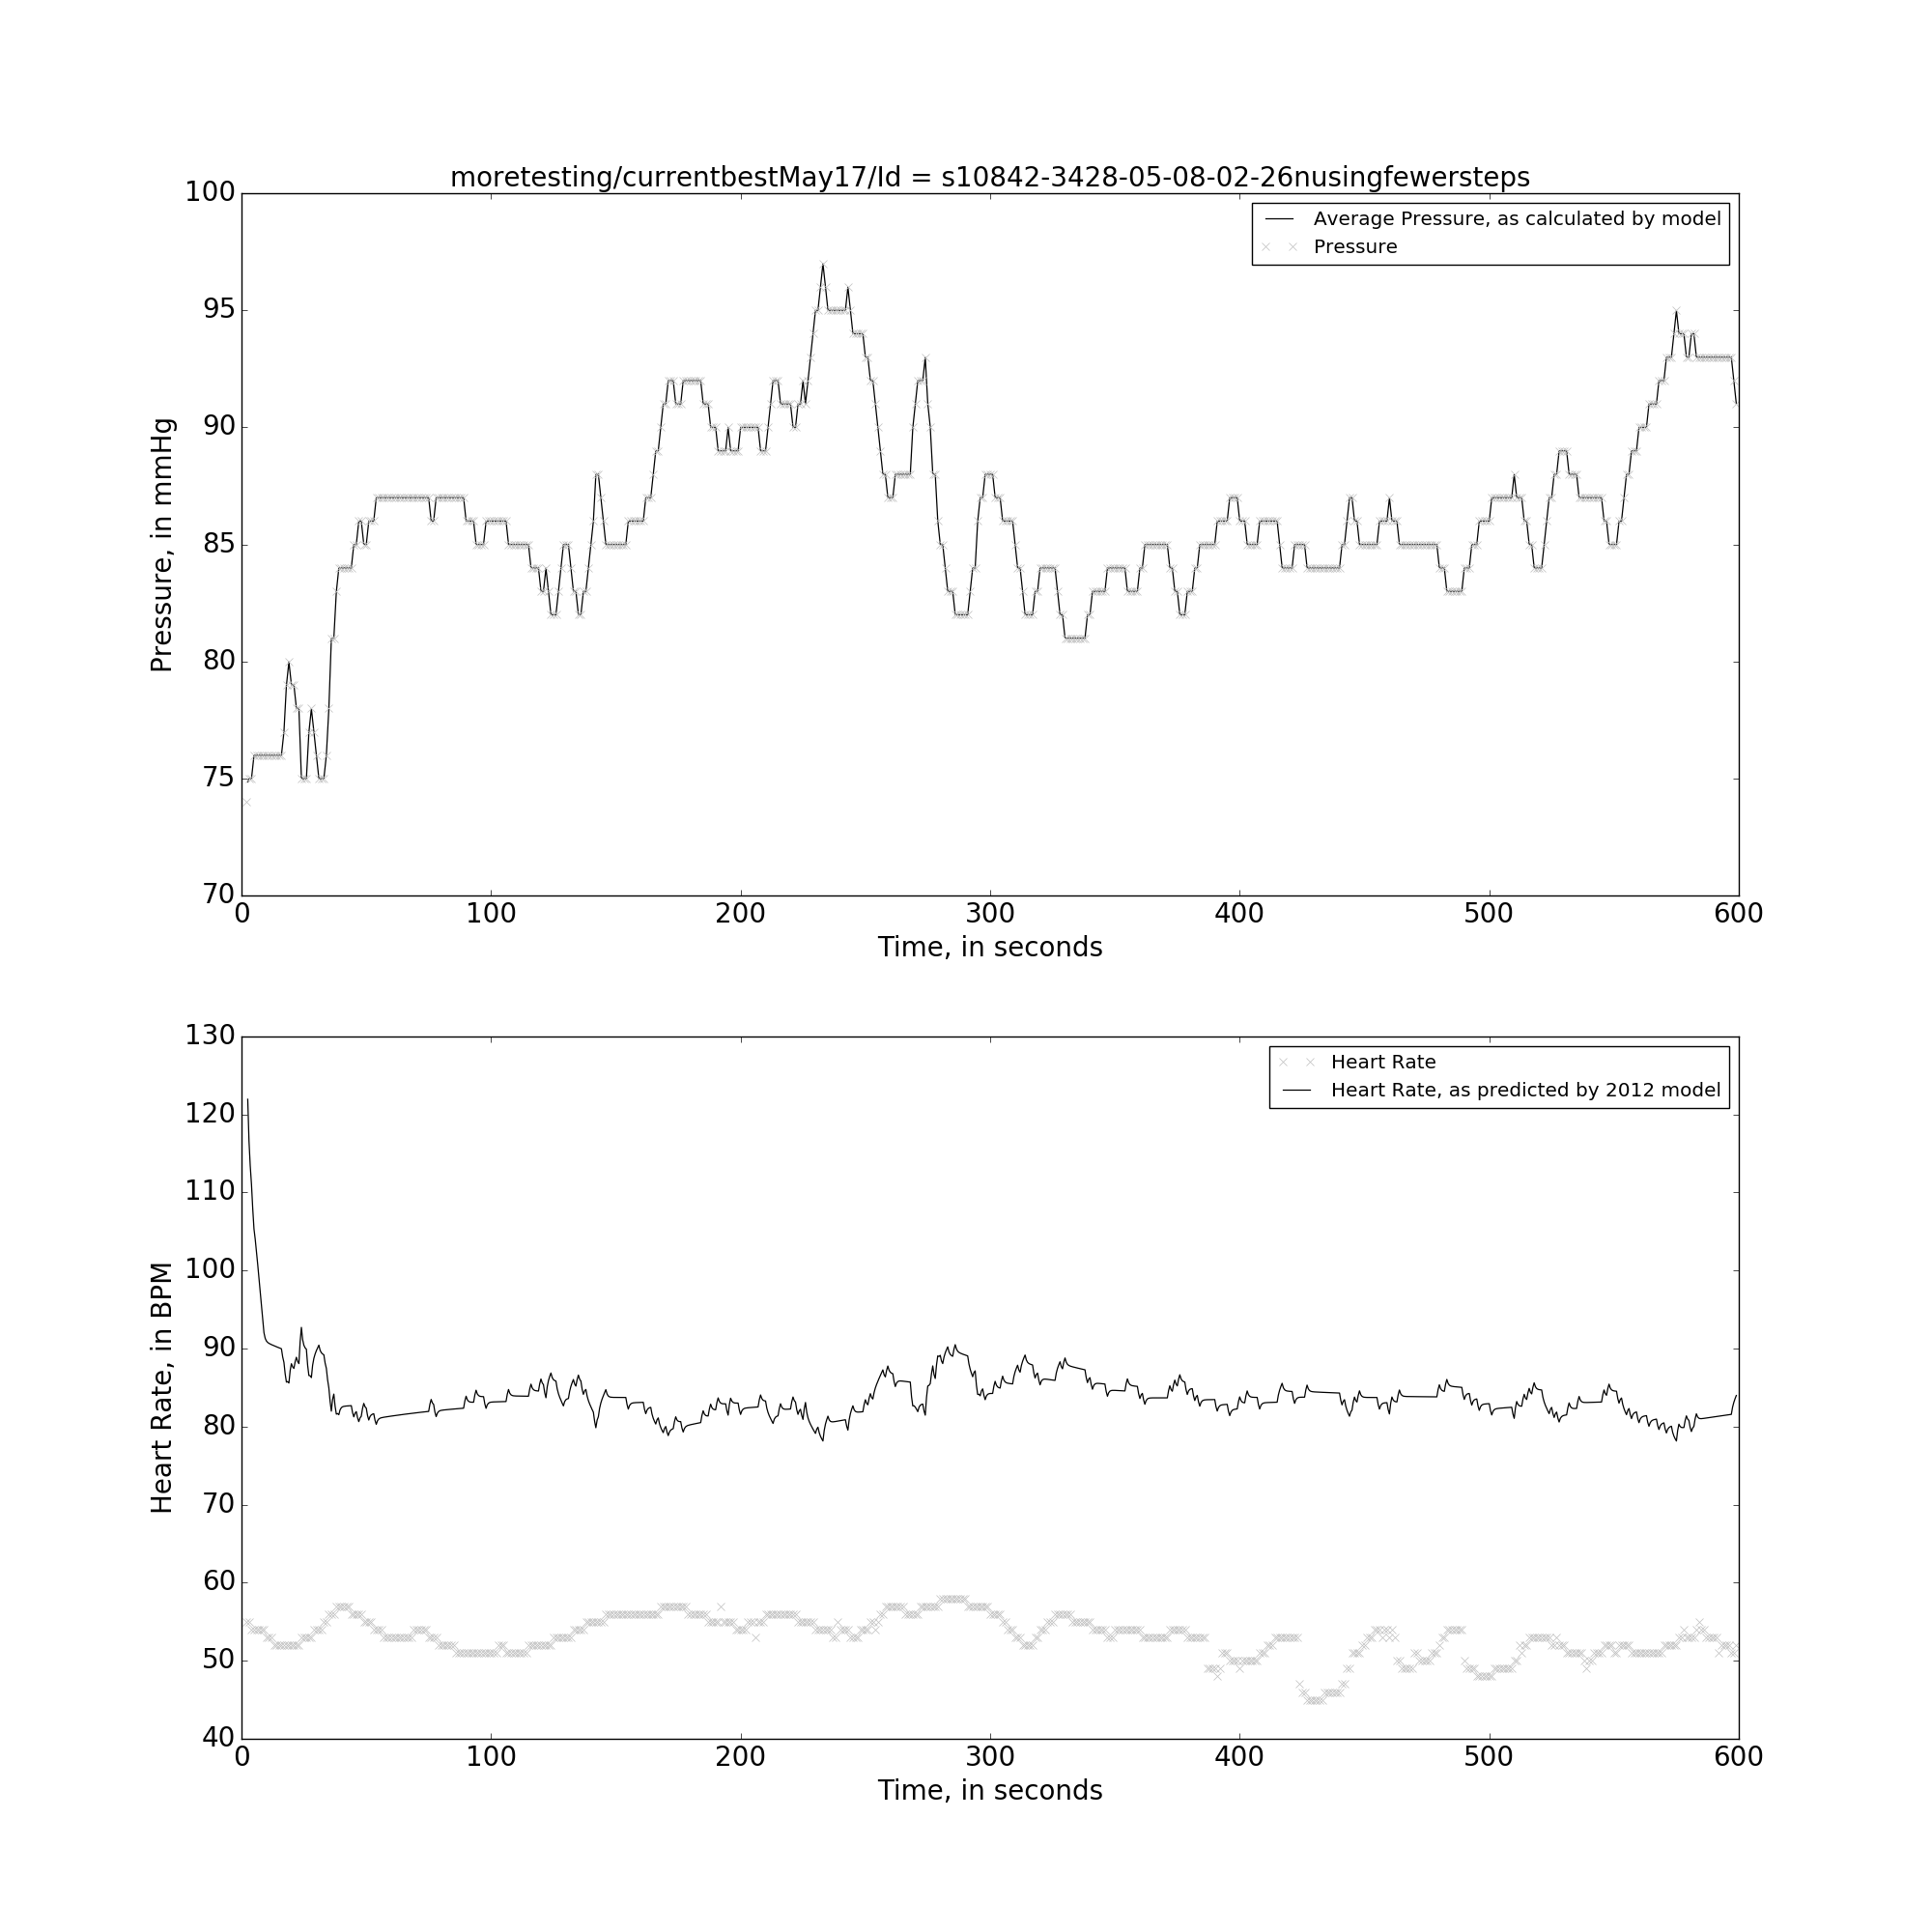 moretesting/currentbestMay17/Id = s10842-3428-05-08-02-26nusingfewersteps
100
95
90
85
80
75
70
Pressure, in mmHg
Average Pressure, as calculated by model
Pressure
0 100 200 300 400 500 600
Time, in seconds
130
120
110
100
90
80
70
60
50
40
Heart Rate, in BPM
Heart Rate
Heart Rate, as predicted by 2012 model
0 100 200 300 400 500 600
Time, in seconds